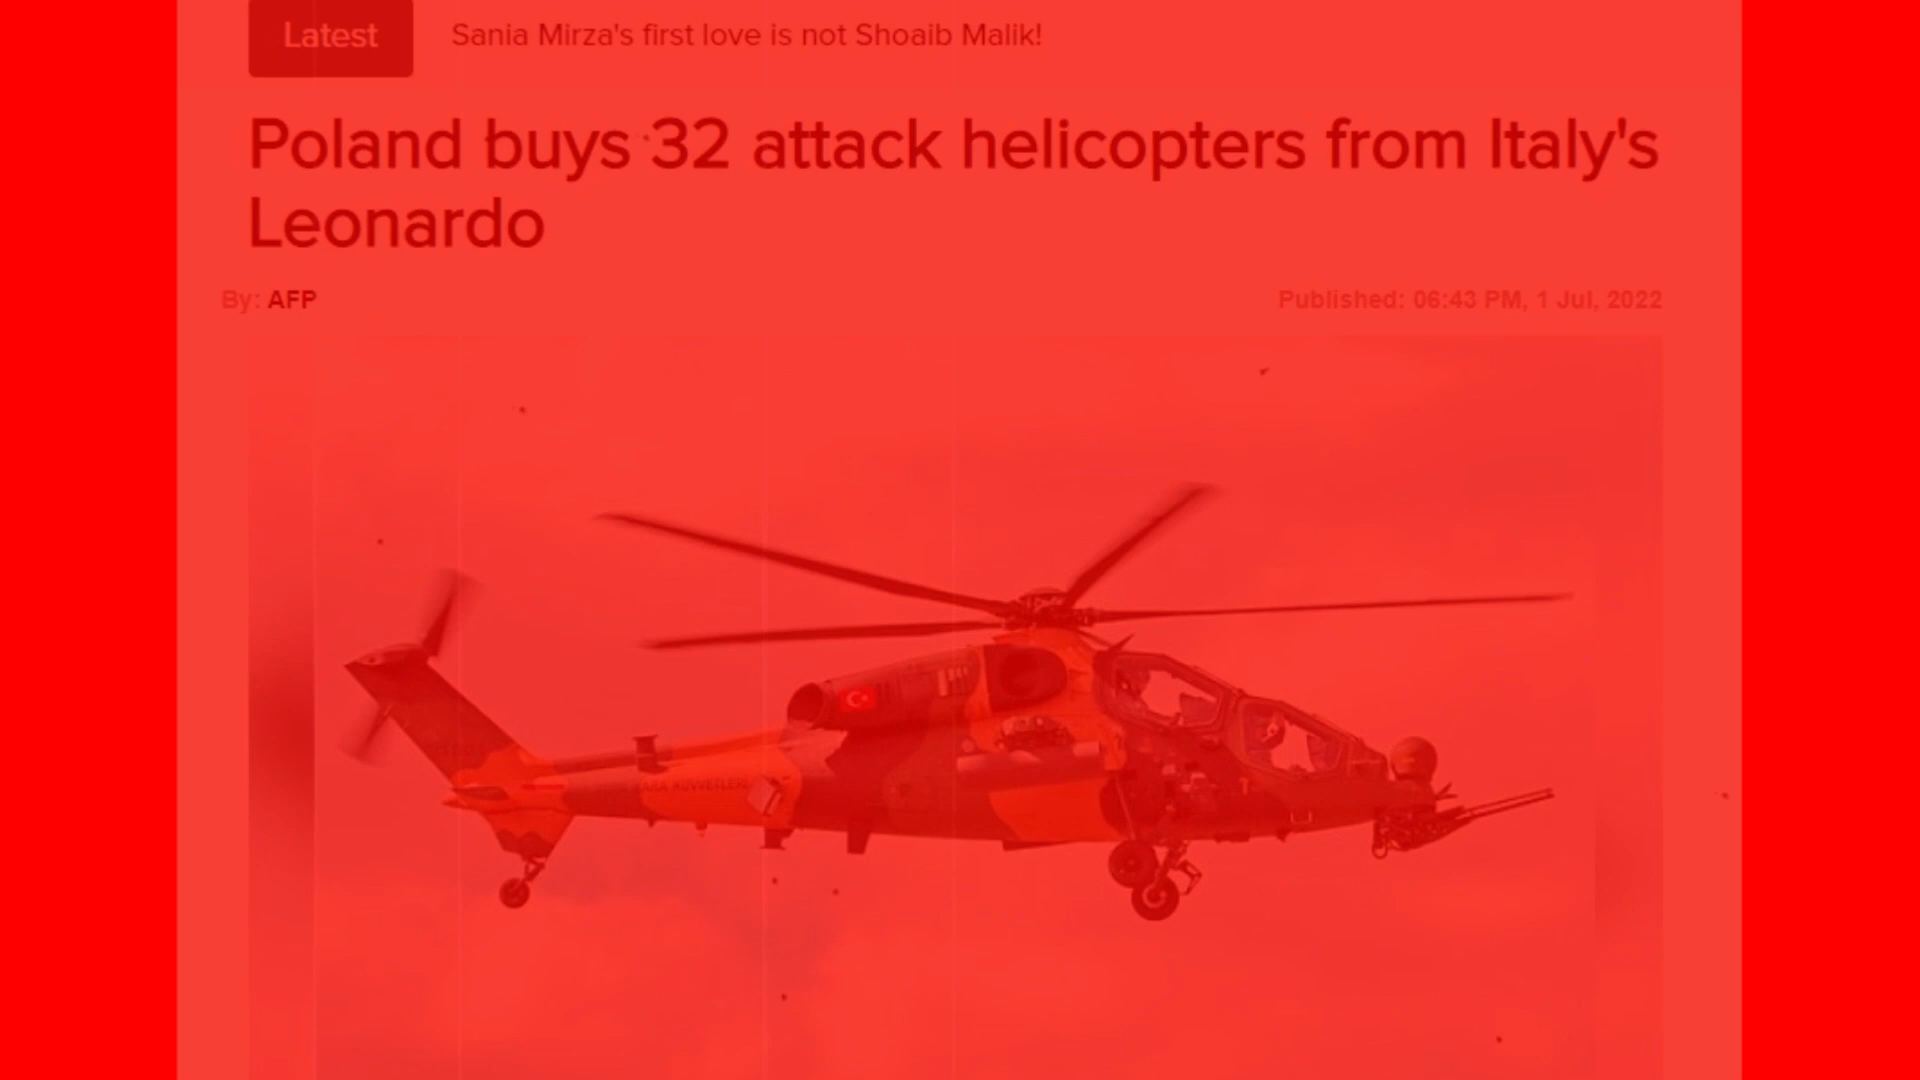 Latest
Sania Mirza's first love is not Shoaib Malik!
Poland buys 32 attack helicopters from Italy's
Leonardo
By: AFP
Published: 06:43 PM, 1 Jul, 2022
KUVVETLERİ